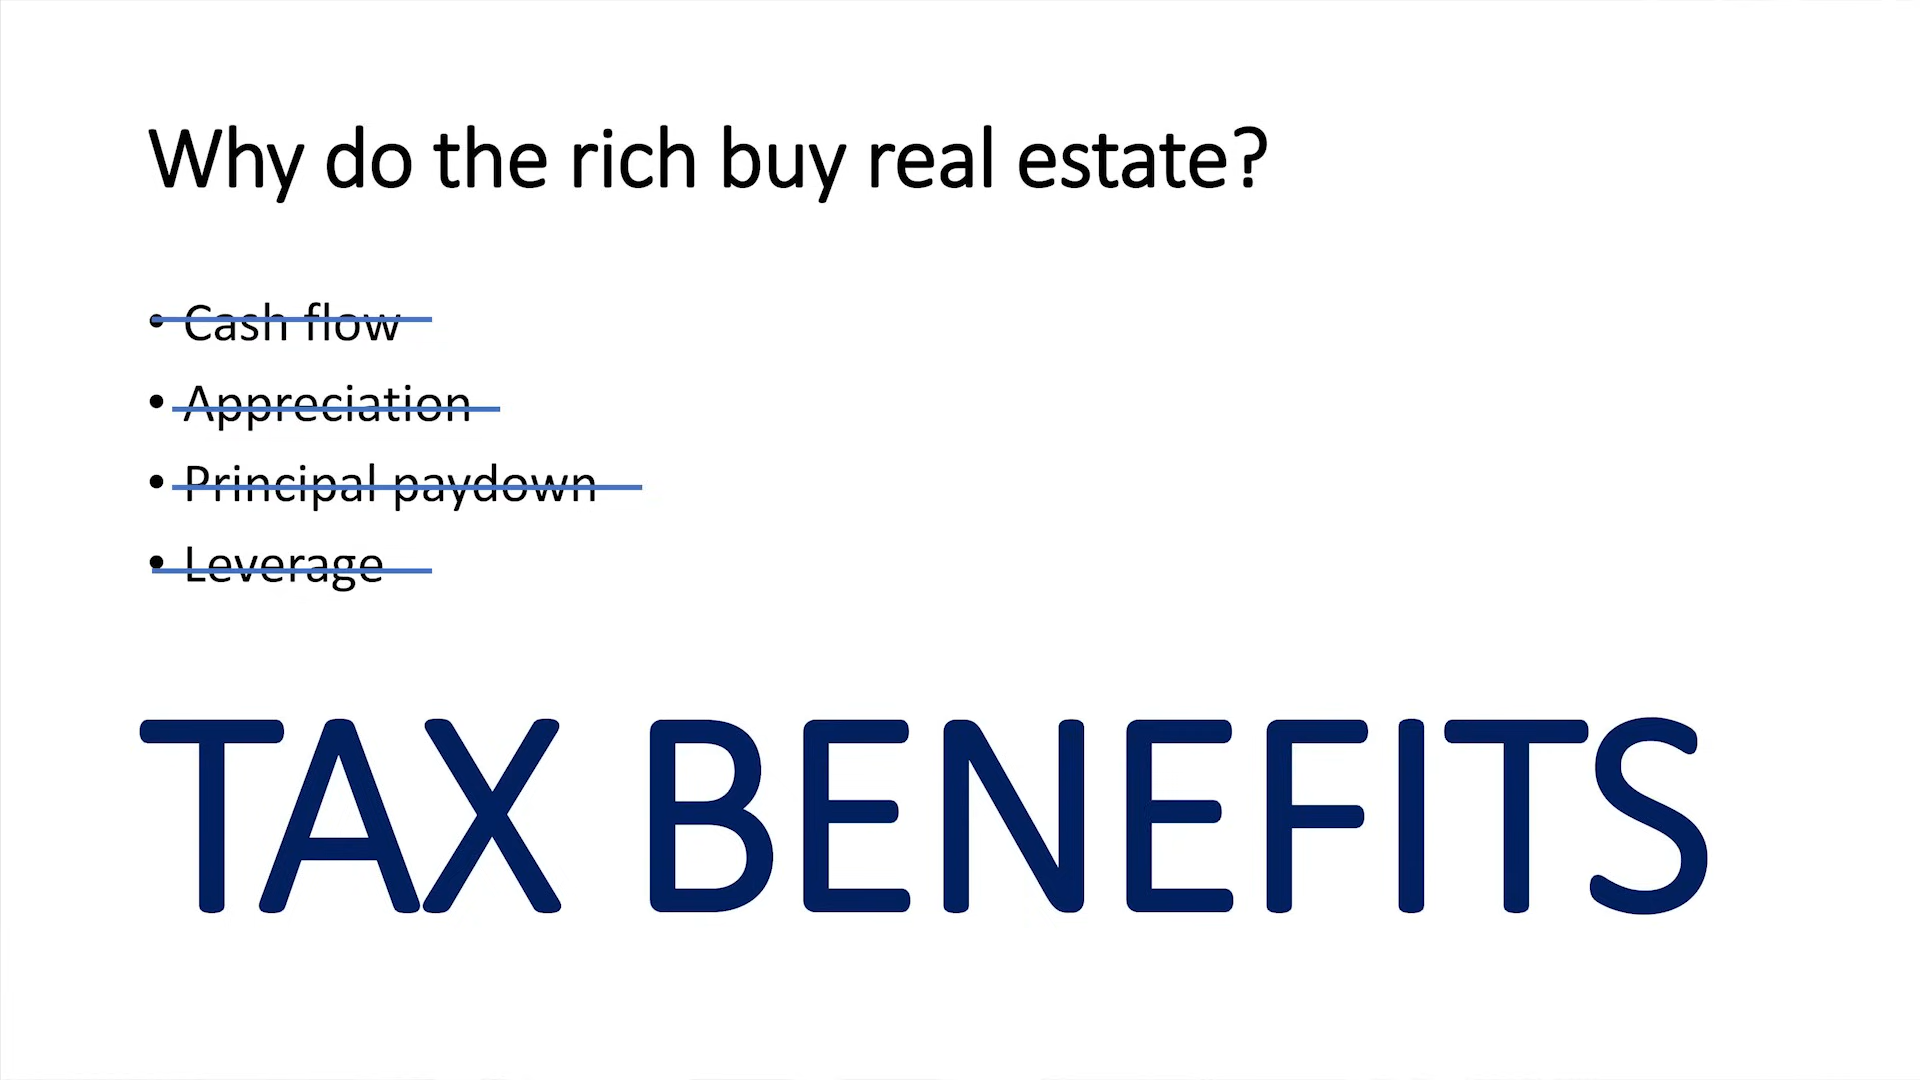 Why do the rich buy real estate?
• Cash flow
• Appreciation
• Principal paydown
• Leverage
TAX BENEFITS